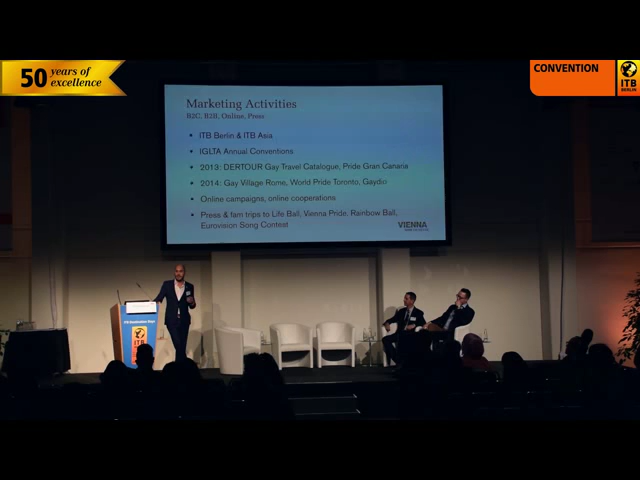 50 years of
excellence
CONVENTION
ITB
BERLIN
Marketing Activities
B2C, B2B, Online, Press
• ITB Berlin & ITB Asia
• IGLTA Annual Conventions
• 2013: DERTOUR Gay Travel Catalogue, Pride Gran Canaria
• 2014: Gay Village Rome, World Pride Toronto, Gaydio
• Online campaigns, online cooperations
• Press & fam trips to Life Ball, Vienna Pride, Rainbow Ball,
Eurovision Song Contest
VIENNA
ITB